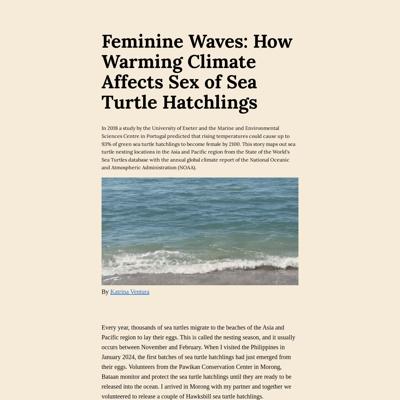 Feminine Waves: How
Warming Climate
Affects Sex of Sea
Turtle Hatchlings
In 2018 a study by the University of Exeter and the Marine and Environmental
Sciences Centre in Portugal predicted that rising temperatures could cause up to
93% of green sea turtle hatchlings to become female by 2100. This story maps out sea
turtle nesting locations in the Asia and Pacific region from the State of the World's
Sea Turtles database with the annual global climate report of the National Oceanic
and Atmospheric Administration (NOAA).
By Katrina Ventura
Every year, thousands of sea turtles migrate to the beaches of the Asia and
Pacific region to lay their eggs. This is called the nesting season, and it usually
occurs between November and February. When I visited the Philippines in
January 2024, the first batches of sea turtle hatchlings had just emerged from
their eggs. Volunteers from the Pawikan Conservation Center in Morong,
Bataan monitor and protect the sea turtle hatchlings until they are ready to be
released into the ocean. I arrived in Morong with my partner and together we
volunteered to release a couple of Hawksbill sea turtle hatchlings.